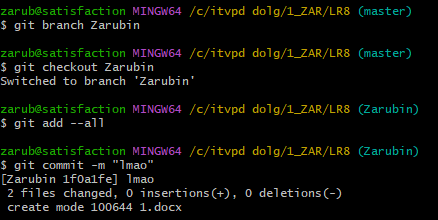 zarub@satisfaction MINGW64 /c/itvpd dolg/1_ZAR/LR8 (master)
$ git branch Zarubin
zarub@satisfaction MINGW64 /c/itvpd dolg/1_ZAR/LR8 (master)
$ git checkout Zarubin
Switched to branch 'Zarubin'
zarub@satisfaction MINGW64 /c/itvpd dolg/1_ZAR/LR8 (Zarubin)
$ git add --all
zarub@satisfaction MINGW64 /c/itvpd dolg/1_ZAR/LR8 (Zarubin)
$ git commit -m "lmao"
[Zarubin 1f0a1fe] lmao
2 files changed, 0 insertions(+), 0 deletions(-)
create mode 100644 1.docx